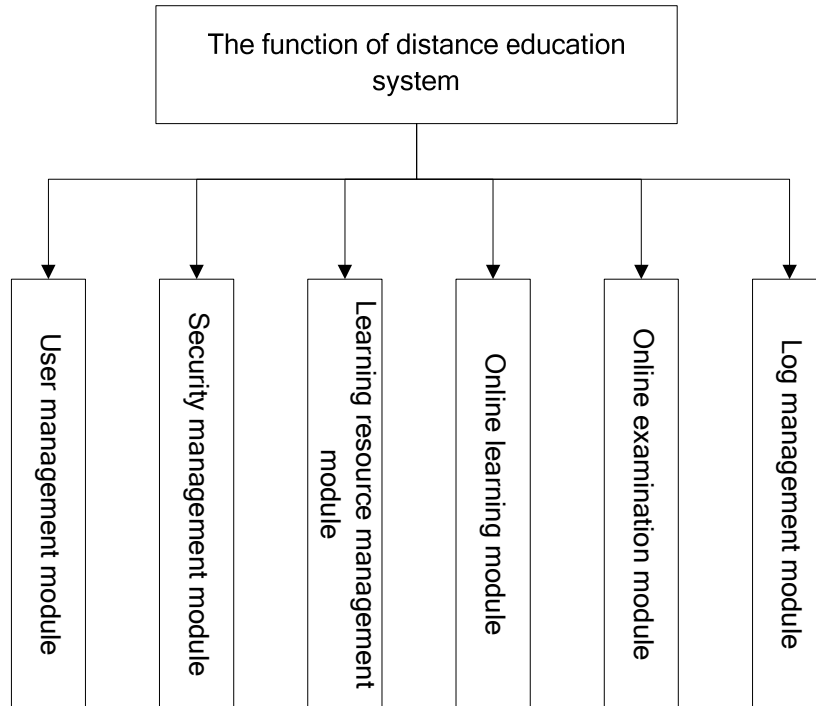 The function of distance education
system
User management module
Security management module
Learning resource management
module
Online learning module
Online examination module
Log management module